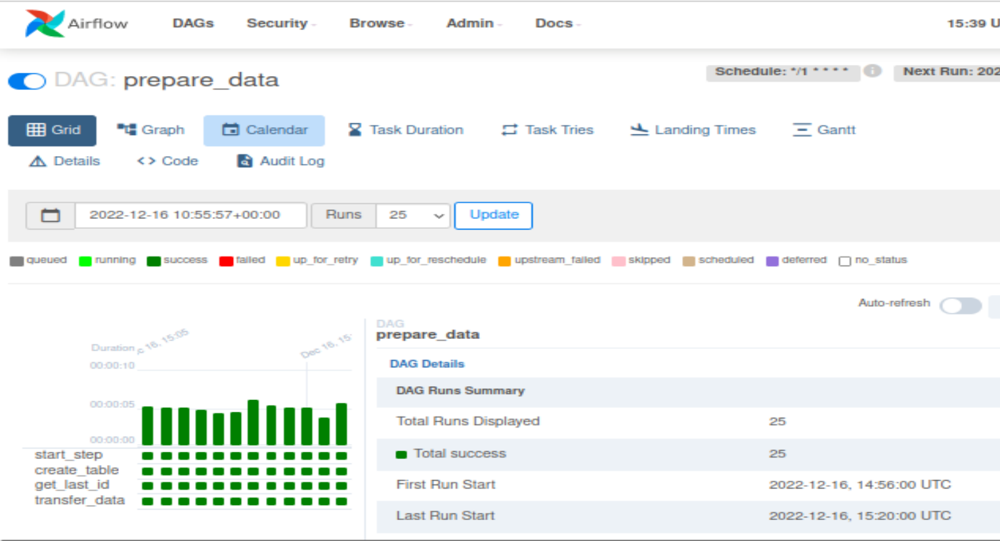 Airflow DAGs Security Browse Admin Docs 15:39 U
DAG: prepare_data Schedule: */1 * * * * Next Run: 202
Grid Graph Calendar Task Duration Task Tries Landing Times Gantt
Details Code Audit Log
2022-12-16 10:55:57+00:00 Runs 25 Update
queued running success failed up_for_retry up_for_reschedule upstream_failed skipped scheduled deferred no_status
Auto-refresh
Duration
c 16, 15:05
Dec 16, 15:
00:00:10
00:00:05
00:00:00
start_step
create_table
get_last_id
transfer_data
DAG
prepare_data
DAG Details
DAG Runs Summary
Total Runs Displayed 25
Total success 25
First Run Start 2022-12-16, 14:56:00 UTC
Last Run Start 2022-12-16, 15:20:00 UTC